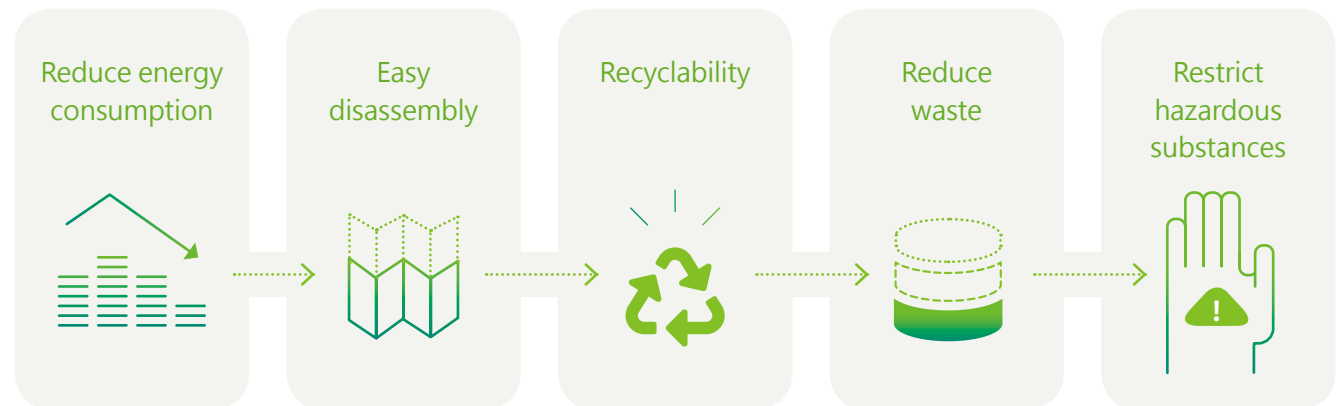 Reduce energy
consumption
Easy
disassembly
Recyclability
Reduce
waste
Restrict
hazardous
substances
!